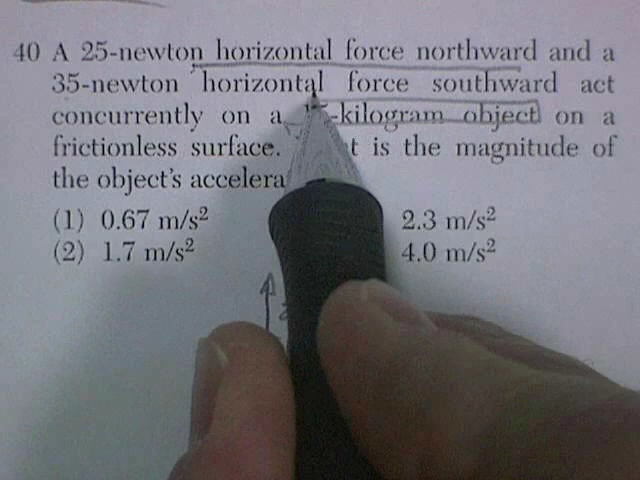 40 A 25-newton horizontal force northward and a
35-newton horizontal force southward act
concurrently on a -kilogram object on a
frictionless surface. is the magnitude of
the object's
(1) 0.67 m/s² 2.3 m/s²
(2) 1.7 m/s² 4.0 m/s²